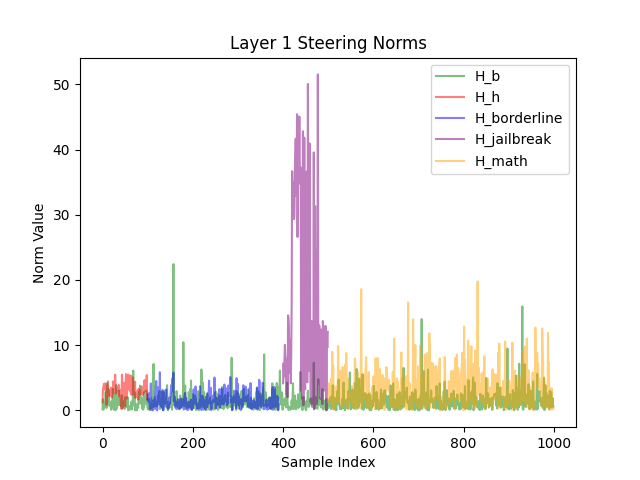 Layer 1 Steering Norms
H_b
H_h
H_borderline
H_jailbreak
H_math
50
40
30
20
10
0
Norm Value
0
200
400
600
800
1000
Sample Index